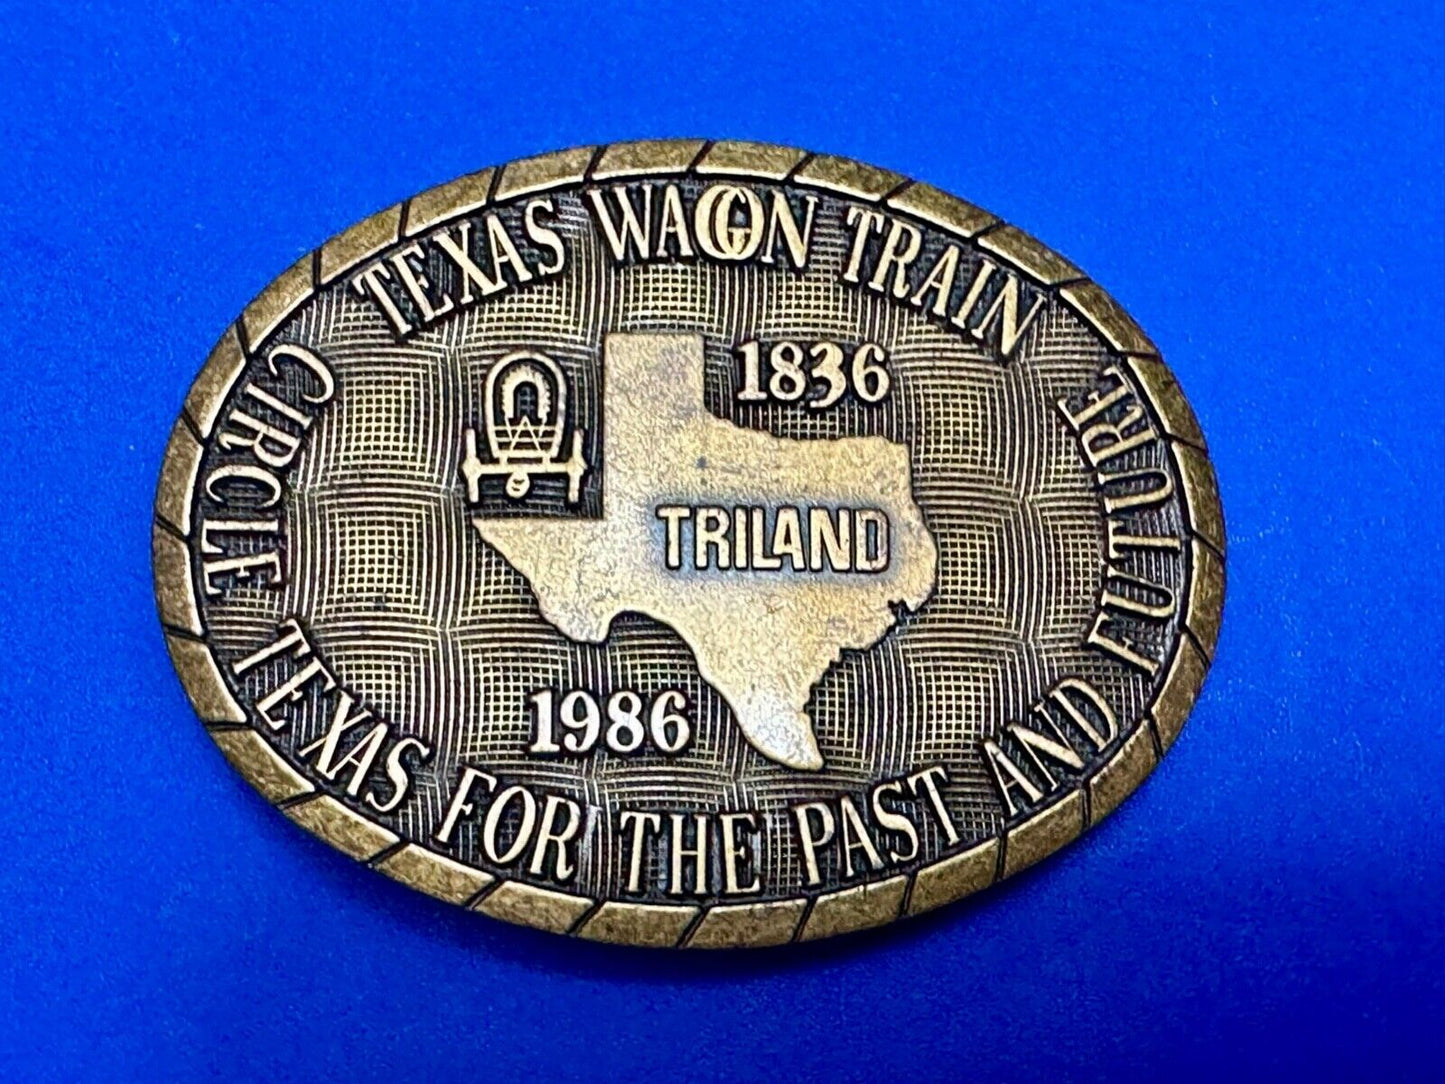 TEXAS WAGON TRAIN
1836
TRILAND
1986
CIRCLE TEXAS FOR THE PAST AND FUTURE